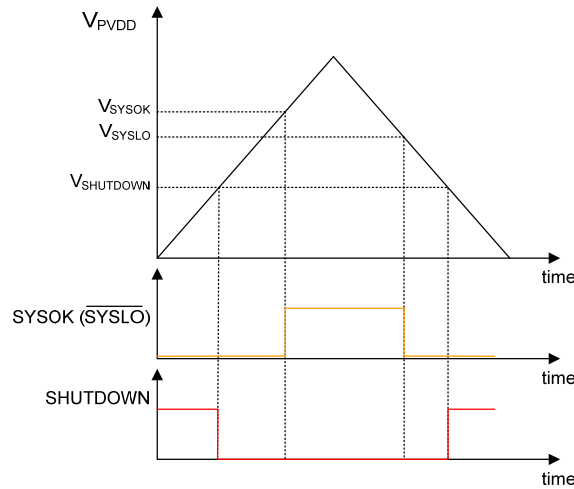 VPVDD
VSYSOK
VSYSLO
VSHUTDOWN
time
SYSOK (SYSLO)
time
SHUTDOWN
time